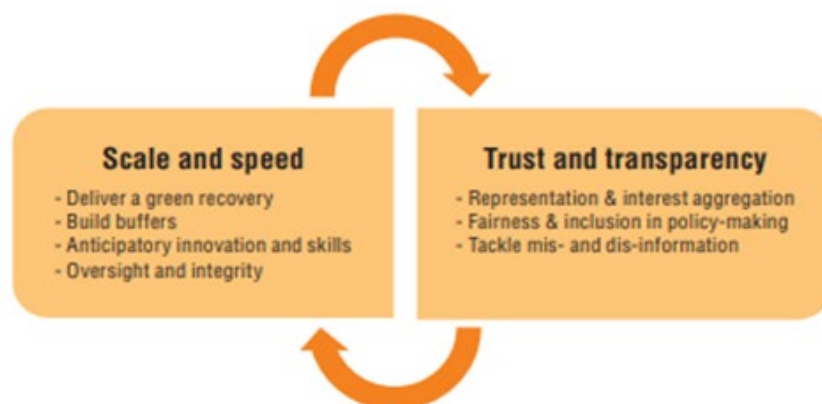 Scale and speed
- Deliver a green recovery
- Build buffers
- Anticipatory innovation and skills
- Oversight and integrity
Trust and transparency
- Representation & interest aggregation
- Fairness & inclusion in policy-making
- Tackle mis- and dis-information